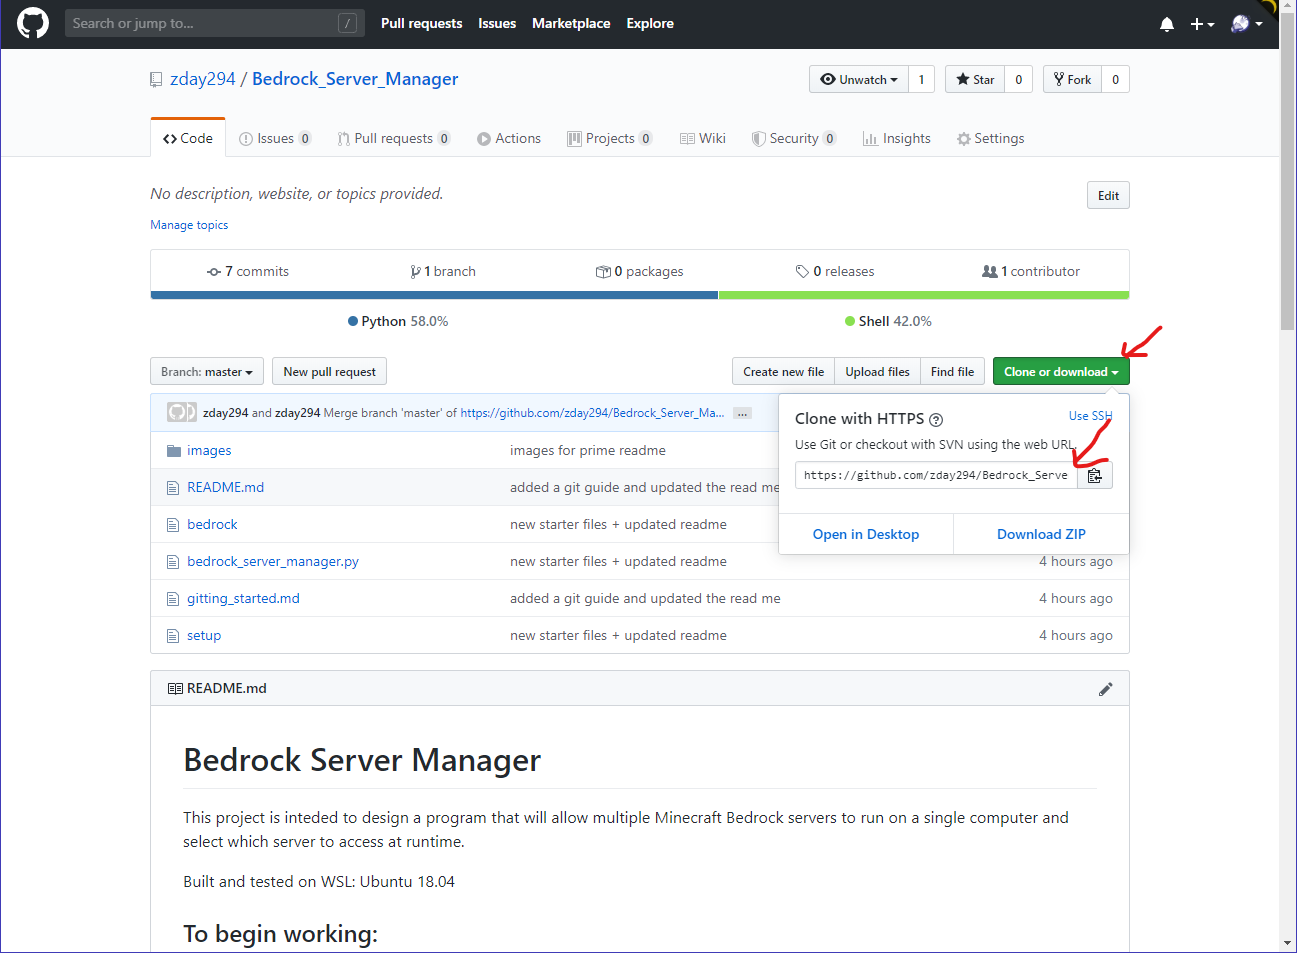 Search or jump to... /
Pull requests Issues Marketplace Explore
zday294 / Bedrock_Server_Manager
Unwatch 1 Star 0 Fork 0
Code Issues 0 Pull requests 0 Actions Projects 0 Wiki Security 0 Insights Settings
No description, website, or topics provided.
Edit
Manage topics
7 commits 1 branch 0 packages 0 releases 1 contributor
Python 58.0% Shell 42.0%
Branch: master New pull request Create new file Upload files Find file Clone or download
zday294 and zday294 Merge branch 'master' of https://github.com/zday294/Bedrock_Server_Ma... ...
Clone with HTTPS ?
Use SSH
Use Git or checkout with SVN using the web URL.
https://github.com/zday294/Bedrock_Serve
Open in Desktop Download ZIP
images images for prime readme
README.md added a git guide and updated the read me
bedrock new starter files + updated readme
bedrock_server_manager.py new starter files + updated readme 4 hours ago
gitting_started.md added a git guide and updated the read me 4 hours ago
setup new starter files + updated readme 4 hours ago
README.md
Bedrock Server Manager
This project is inteded to design a program that will allow multiple Minecraft Bedrock servers to run on a single computer and
select which server to access at runtime.
Built and tested on WSL: Ubuntu 18.04
To begin working: